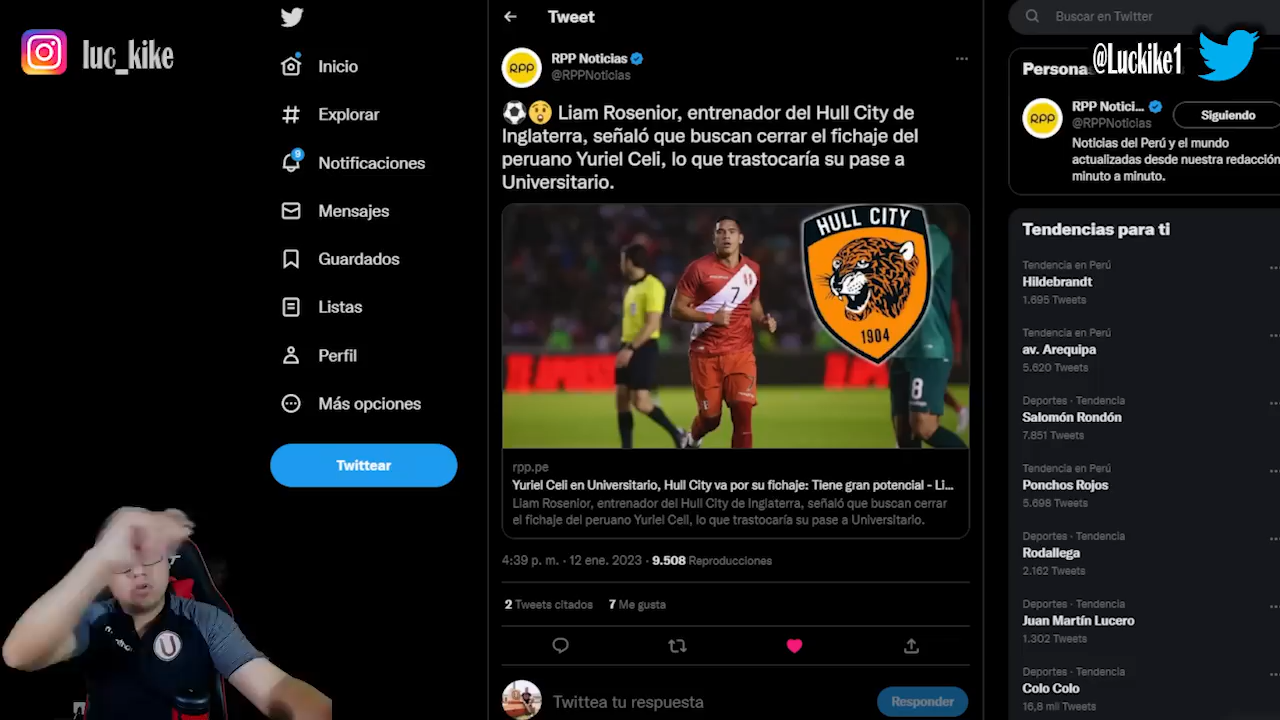 luc_kike
Inicio
Explorar
9
Notificaciones
Mensajes
Guardados
Listas
Perfil
Más opciones
Twittear
Tweet
RPP
RPP Noticias
@RPPNoticias
Liam Rosenior, entrenador del Hull City de
Inglaterra, señaló que buscan cerrar el fichaje del
peruano Yuriel Celi, lo que trastocaría su pase a
Universitario.
HULL CITY
1904
7
8
rpp.pe
Yuriel Celi en Universitario, Hull City va por su fichaje: Tiene gran potencial - Li...
Liam Rosenior, entrenador del Hull City de Inglaterra, señaló que buscan cerrar
el fichaje del peruano Yuriel Celi, lo que trastocaría su pase a Universitario.
4:39 p. m. · 12 ene. 2023 · 9.508 Reproducciones
2 Tweets citados 7 Me gusta
Twittea tu respuesta
Responder
Buscar en Twitter
Persona
@Luckike1
RPP
RPP Notici...
@RPPNoticias
Siguiendo
Noticias del Perú y el mundo
actualizadas desde nuestra redacción
minuto a minuto.
Tendencias para ti
Tendencia en Perú
Hildebrandt
1.695 Tweets
Tendencia en Perú
av. Arequipa
5.620 Tweets
Deportes · Tendencia
Salomón Rondón
7.851 Tweets
Tendencia en Perú
Ponchos Rojos
5.698 Tweets
Deportes · Tendencia
Rodallega
2.162 Tweets
Deportes · Tendencia
Juan Martín Lucero
1.302 Tweets
Deportes · Tendencia
Colo Colo
16,8 mil Tweets
U